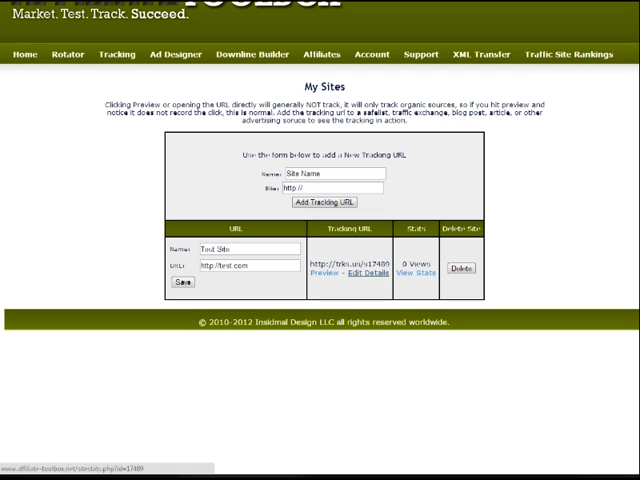 TOOLBOX
Market. Test. Track. Succeed.
Home Rotator Tracking Ad Designer Downline Builder Affiliates Account Support XML Transfer Traffic Site Rankings
My Sites
Clicking Preview or opening the URL directly will generally NOT track, it will only track organic sources, so if you hit preview and
notice it does not record the click, this is normal. Add the tracking url to a safelist, traffic exchange, blog post, article, or other
advertising soruce to see the tracking in action.
Use the form below to add a New Tracking URL
Name: Site Name
Site: http://
Add Tracking URL
URL Tracking URL Stats Delete Site
Name: Test Site
URL: http://test.com
Save
http://trks.us/s17489
Preview - Edit Details
0 Views
View Stats
Delete
© 2010-2012 Insidmal Design LLC all rights reserved worldwide.
www.affiliate-toolbox.net/sitestats.php?id=17489